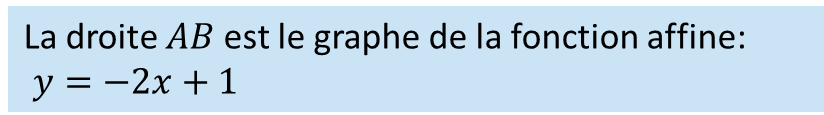 La droite AB est le graphe de la fonction affine:
y = −2x + 1